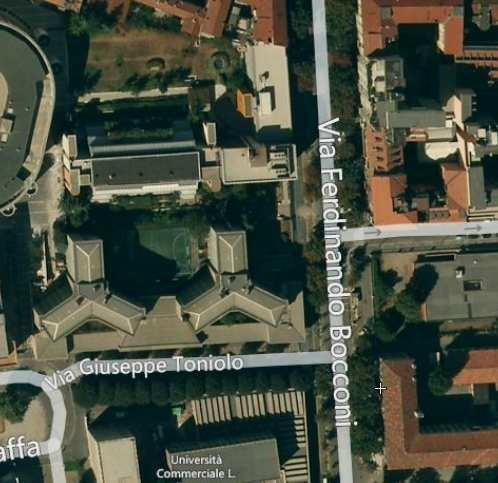 Via Ferdinando Bocconi
Via Giuseppe Toniolo
affa
Università
Commerciale L.